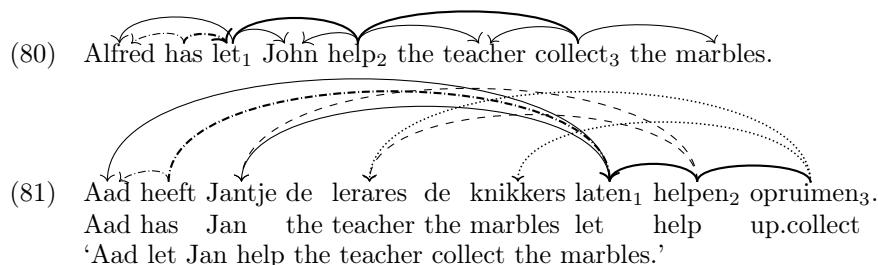 (80) Alfred has let₁ John help₂ the teacher collect₃ the marbles.
(81) Aad heeft Jantje de lerares de knikkers laten₁ helpen₂ opruimen₃.
Aad has Jan the teacher the marbles let help up.collect
‘Aad let Jan help the teacher collect the marbles.’